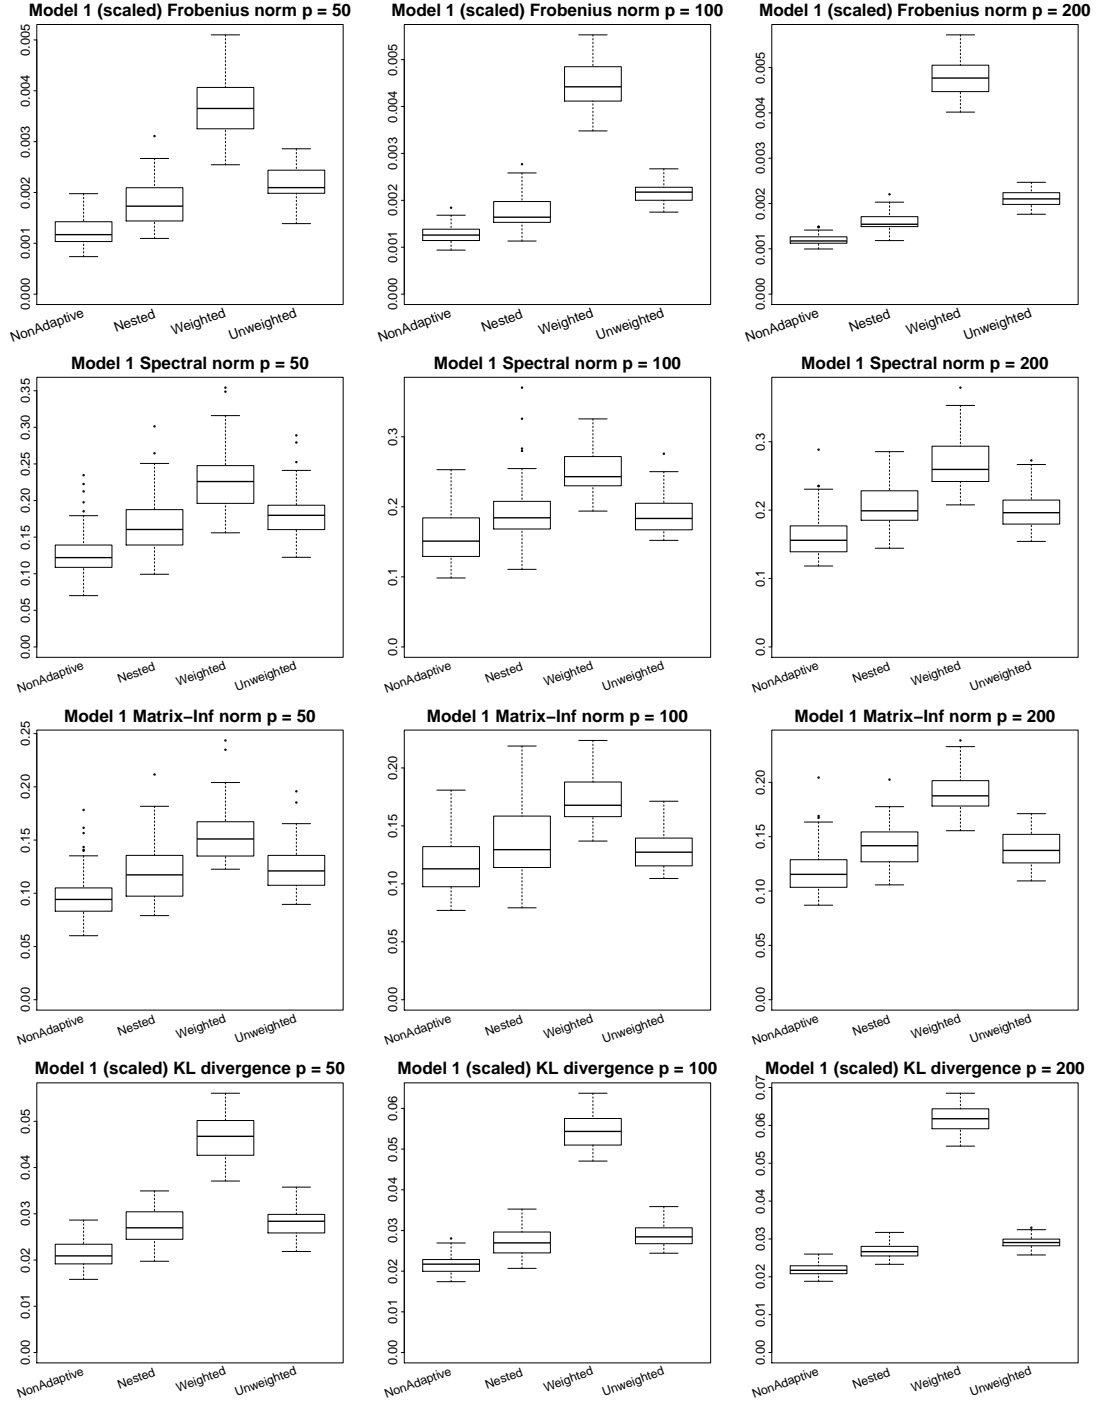 Model 1 (scaled) Frobenius norm p = 50
0.005
0.004
0.003
0.002
0.001
0.000
NonAdaptive Nested Weighted Unweighted
Model 1 (scaled) Frobenius norm p = 100
0.005
0.004
0.003
0.002
0.001
0.000
NonAdaptive Nested Weighted Unweighted
Model 1 (scaled) Frobenius norm p = 200
0.005
0.004
0.003
0.002
0.001
0.000
NonAdaptive Nested Weighted Unweighted
Model 1 Spectral norm p = 50
0.35
0.30
0.25
0.20
0.15
0.10
0.05
0.00
NonAdaptive Nested Weighted Unweighted
Model 1 Spectral norm p = 100
0.3
0.2
0.1
0.0
NonAdaptive Nested Weighted Unweighted
Model 1 Spectral norm p = 200
0.3
0.2
0.1
0.0
NonAdaptive Nested Weighted Unweighted
Model 1 Matrix−Inf norm p = 50
0.25
0.20
0.15
0.10
0.05
0.00
NonAdaptive Nested Weighted Unweighted
Model 1 Matrix−Inf norm p = 100
0.20
0.15
0.10
0.05
0.00
NonAdaptive Nested Weighted Unweighted
Model 1 Matrix−Inf norm p = 200
0.20
0.15
0.10
0.05
0.00
NonAdaptive Nested Weighted Unweighted
Model 1 (scaled) KL divergence p = 50
0.05
0.04
0.03
0.02
0.01
0.00
NonAdaptive Nested Weighted Unweighted
Model 1 (scaled) KL divergence p = 100
0.06
0.05
0.04
0.03
0.02
0.01
0.00
NonAdaptive Nested Weighted Unweighted
Model 1 (scaled) KL divergence p = 200
0.07
0.06
0.05
0.04
0.03
0.02
0.01
0.00
NonAdaptive Nested Weighted Unweighted